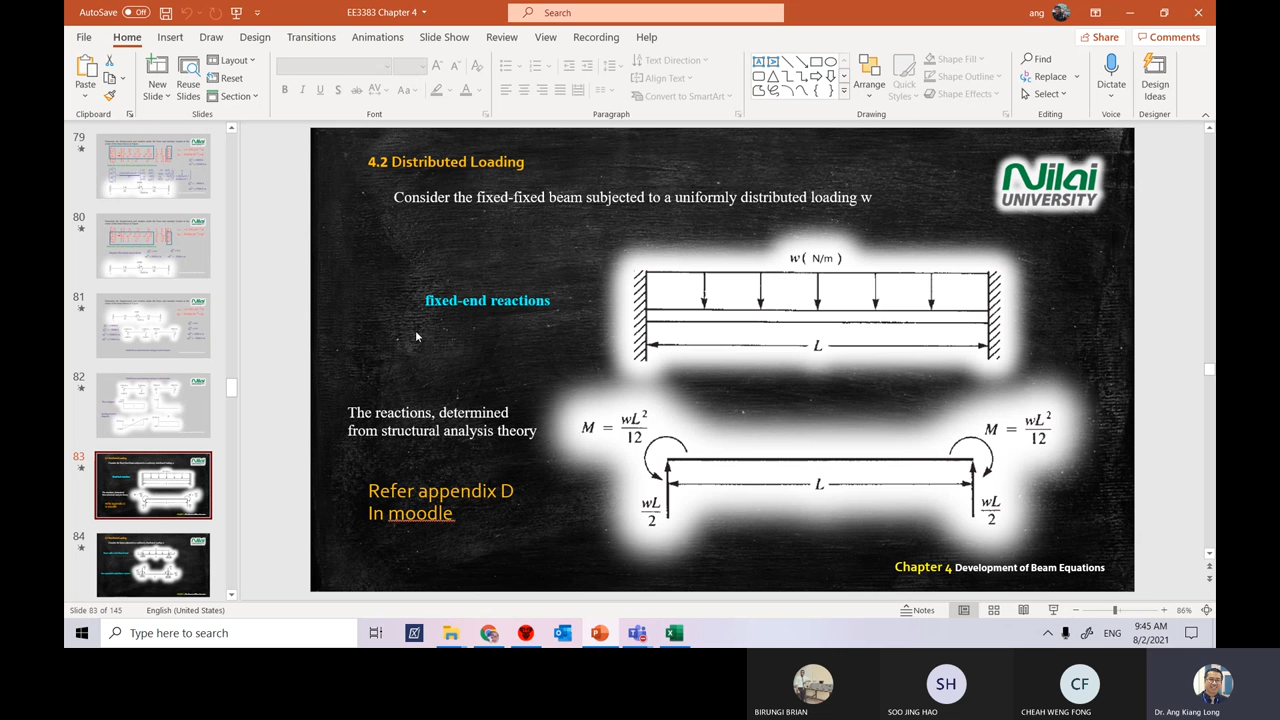 AutoSave Off
EE3383 Chapter 4
Search
ang
File Home Insert Draw Design Transitions Animations Slide Show Review View Recording Help
Share Comments
Paste
New Slide
Reuse Slides
Layout
Reset
Section
Text Direction
Align Text
Convert to SmartArt
Arrange
Quick Styles
Shape Fill
Shape Outline
Shape Effects
Find
Replace
Select
Dictate
Design Ideas
Clipboard Slides Font Paragraph Drawing Editing Voice Designer
79
80
81
82
83
84
4.2 Distributed Loading
Consider the fixed-fixed beam subjected to a uniformly distributed loading w
Nilai
UNIVERSITY
w ( N/m )
fixed-end reactions
L
The reactions, determined
from structural analysis theory
M = wL²/12
M = wL²/12
L
wL/2
wL/2
Refer appendix D
In moodle
Chapter 4 Development of Beam Equations
Slide 83 of 145 English (United States) Notes 86%
Type here to search
ENG
9:45 AM
8/2/2021
SH
CF
BIRUNGI BRIAN
SOO JING HAO
CHEAH WENG FONG
Dr. Ang Kiang Long